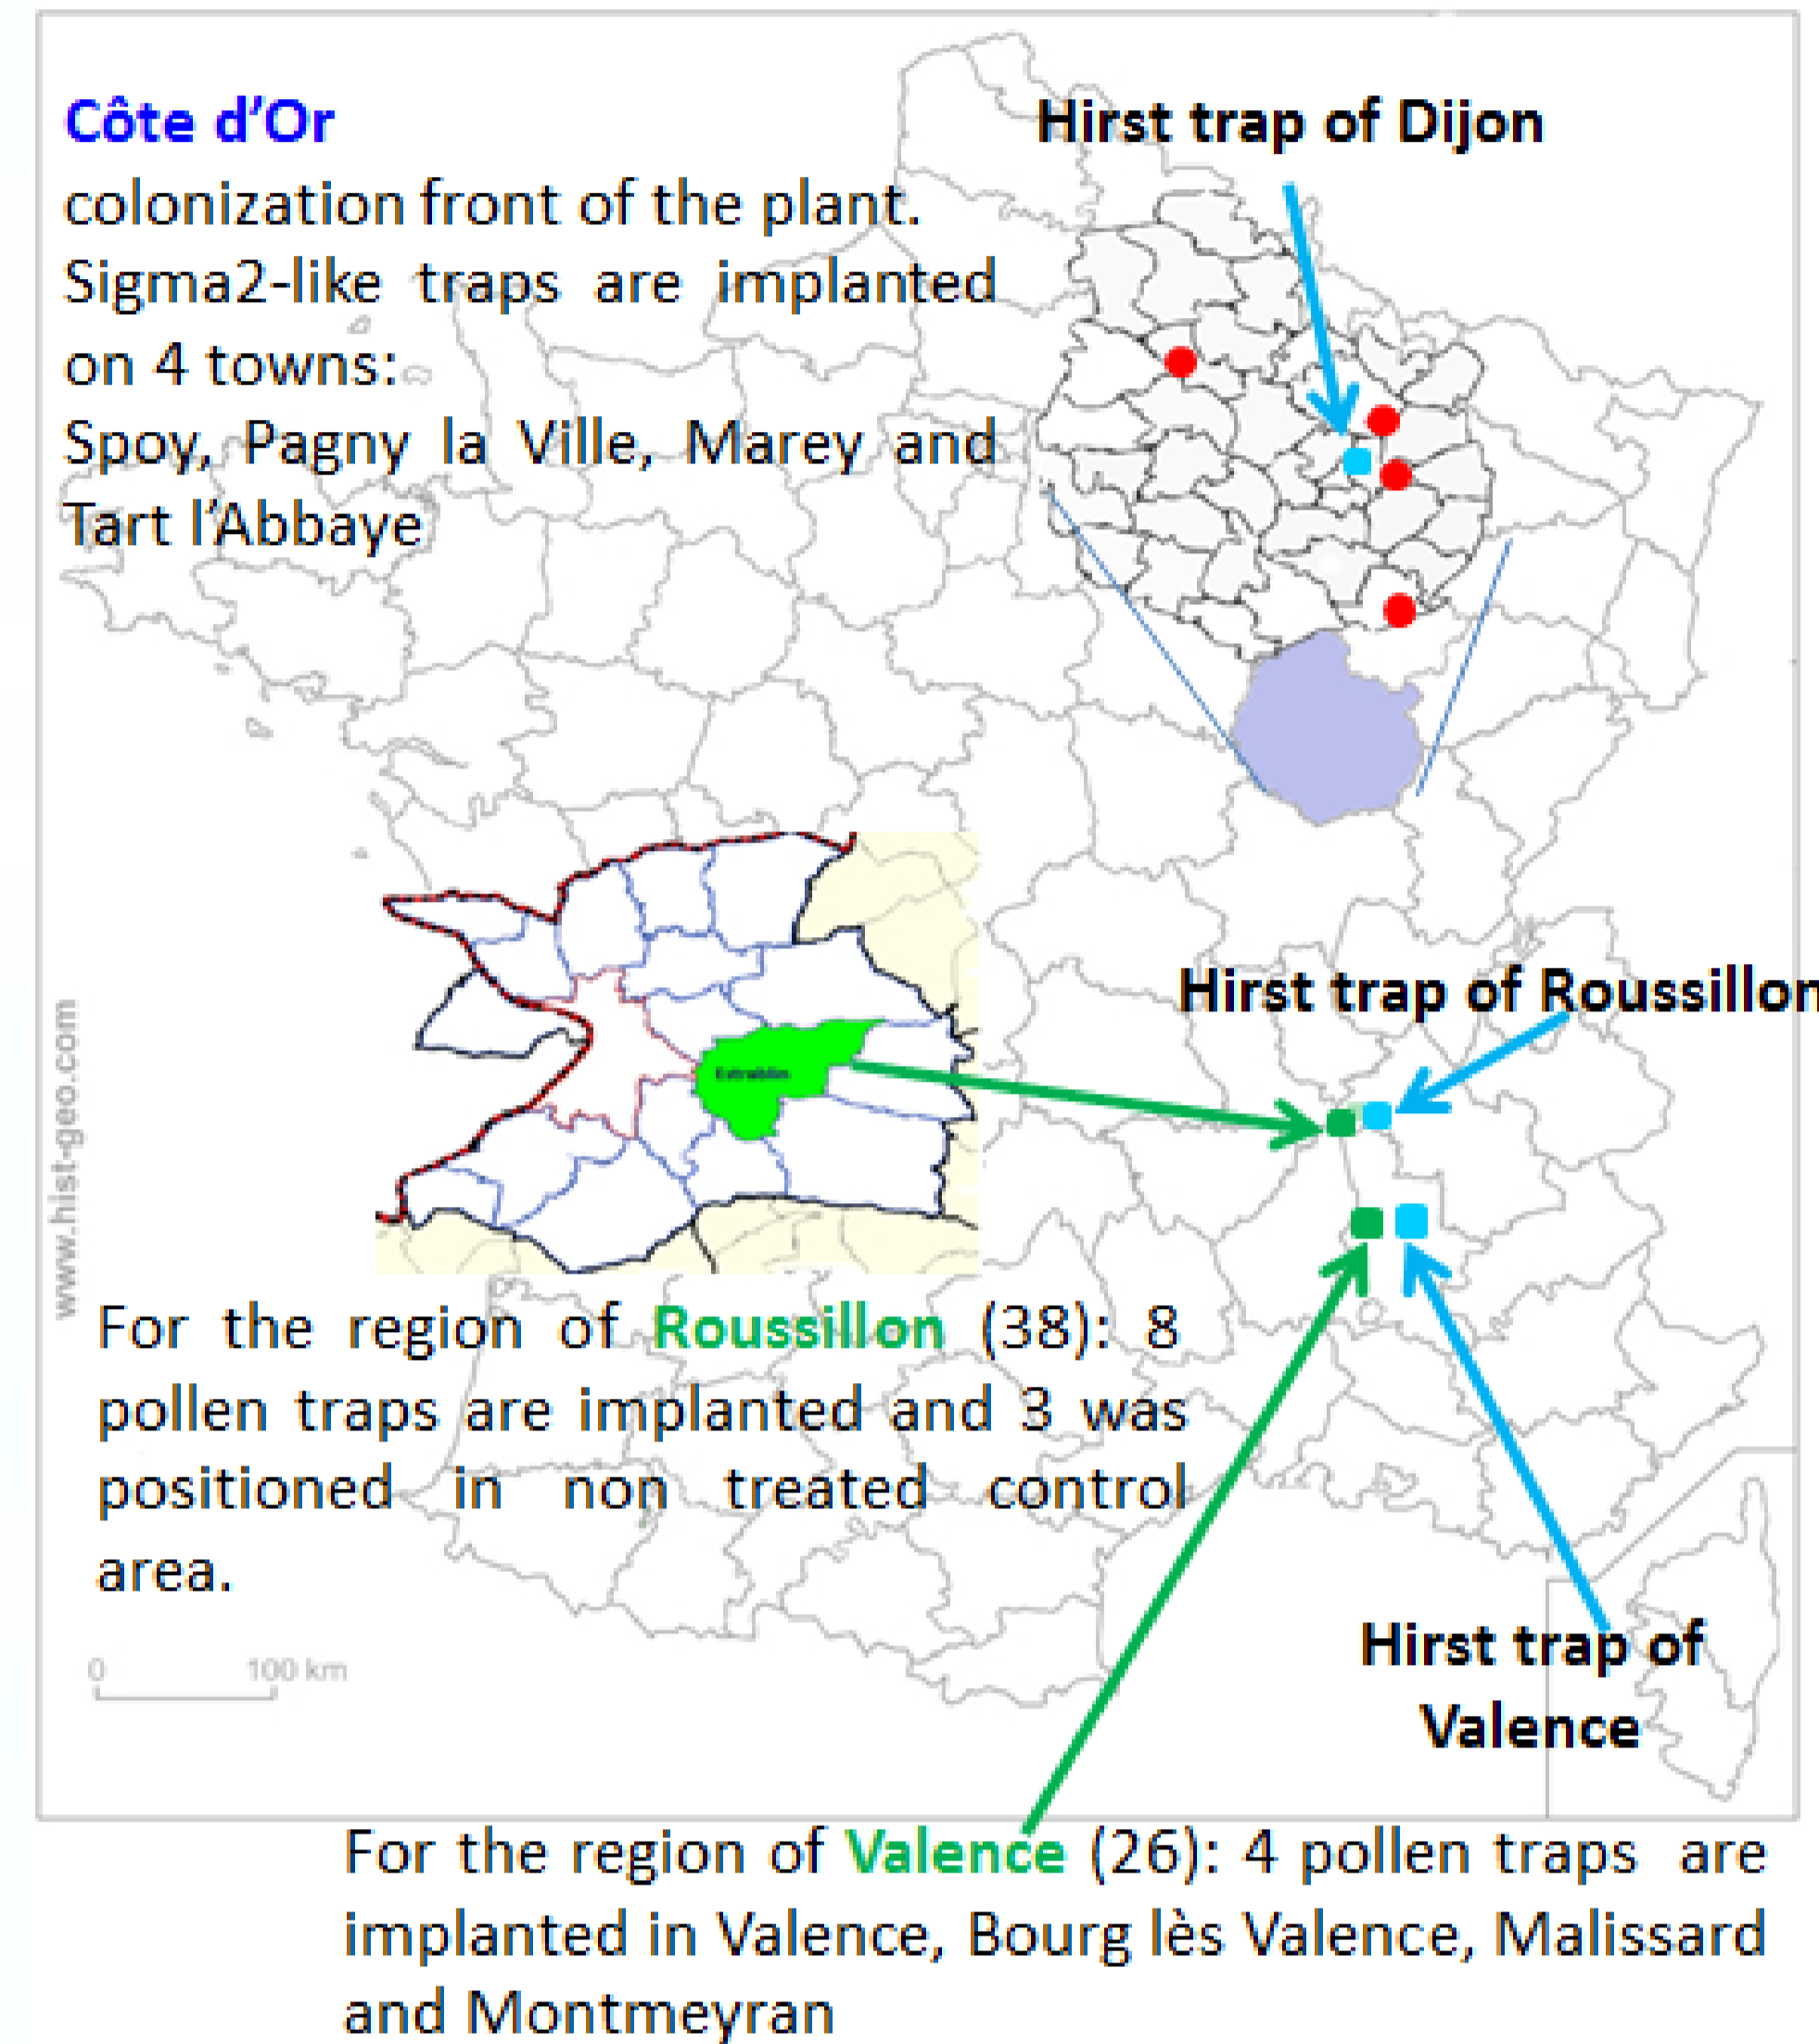 Côte d'Or
colonization front of the plant.
Sigma2-like traps are implanted
on 4 towns:
Spoy, Pagny la Ville, Marey and
Tart l'Abbaye
Hirst trap of Dijon
Hirst trap of Roussillon
Estrablin
www.hist-geo.com
For the region of Roussillon (38): 8
pollen traps are implanted and 3 was
positioned in non treated control
area.
0 100 km
Hirst trap of
Valence
For the region of Valence (26): 4 pollen traps are
implanted in Valence, Bourg lès Valence, Malissard
and Montmeyran